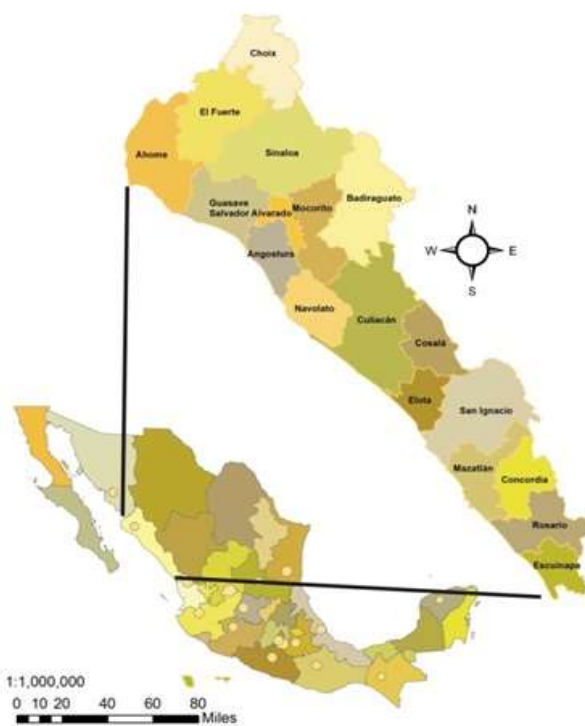 Choix
El Fuerte
Ahome
Sinaloa
Badiraguato
Guasave
Mocorito
Salvador Alvarado
Angostura
N
W
E
S
Navolato
Culiacán
Cosalá
Elota
San Ignacio
Mazatlán
Concordia
Rosario
Escuinapa
1:1,000,000
0 10 20 40 60 80
Miles